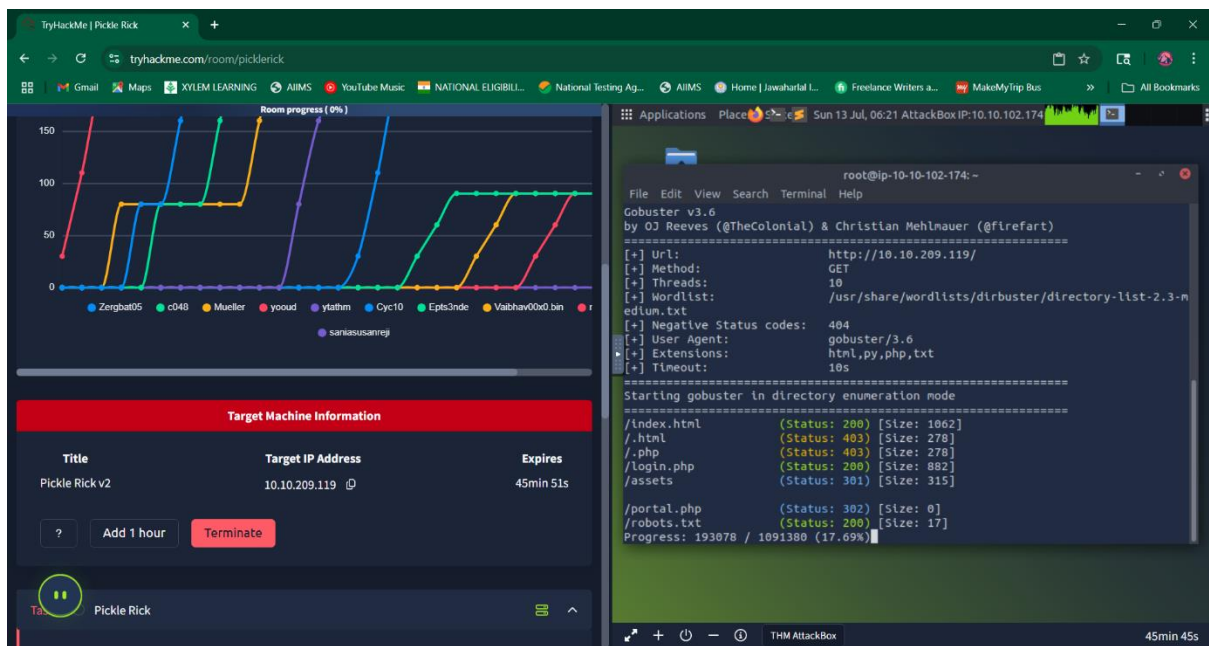 TryHackMe | Pickle Rick
tryhackme.com/room/picklerick
Gmail Maps XYLEM LEARNING AIIMS YouTube Music NATIONAL ELIGIBILI... National Testing Ag... AIIMS Home | Jawaharlal I... Freelance Writers a... MakeMyTrip Bus » All Bookmarks
Room progress ( 0% )
150
100
50
0
Zergbat05 c048 Mueller yooud ytathm Cyc10 Epts3nde Vaibhav00x0.bin
saniasusanreji
Target Machine Information
Title Target IP Address Expires
Pickle Rick v2 10.10.209.119 45min 51s
? Add 1 hour Terminate
Pickle Rick
Applications Sun 13 Jul, 06:21 AttackBox IP:10.10.102.174
root@ip-10-10-102-174: ~
File Edit View Search Terminal Help
Gobuster v3.6
by OJ Reeves (@TheColonial) & Christian Mehlmauer (@firefart)
===============================================================
[+] Url: http://10.10.209.119/
[+] Method: GET
[+] Threads: 10
[+] Wordlist: /usr/share/wordlists/dirbuster/directory-list-2.3-m
edium.txt
[+] Negative Status codes: 404
[+] User Agent: gobuster/3.6
[+] Extensions: html,py,php,txt
[+] Timeout: 10s
===============================================================
Starting gobuster in directory enumeration mode
===============================================================
/index.html (Status: 200) [Size: 1062]
/.html (Status: 403) [Size: 278]
/.php (Status: 403) [Size: 278]
/login.php (Status: 200) [Size: 882]
/assets (Status: 301) [Size: 315]
/portal.php (Status: 302) [Size: 0]
/robots.txt (Status: 200) [Size: 17]
Progress: 193078 / 1091380 (17.69%)
THM AttackBox 45min 45s